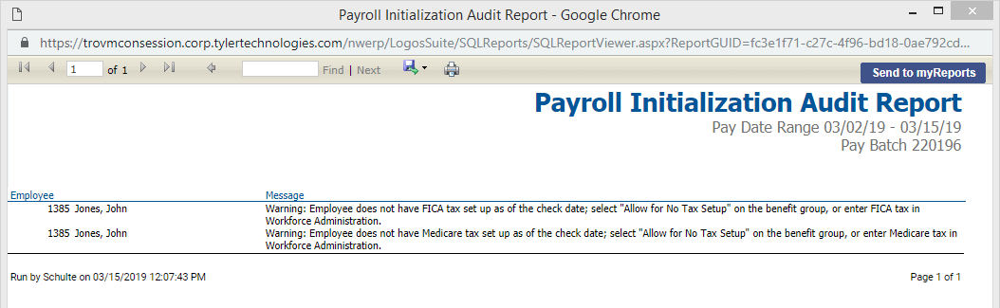 Payroll Initialization Audit Report - Google Chrome
https://trovmconsession.corp.tylertechnologies.com/nwerp/LogosSuite/SQLReports/SQLReportViewer.aspx?ReportGUID=fc3e1f71-c27c-4f96-bd18-0ae792cd...
1 of 1 Find | Next
Send to myReports
Payroll Initialization Audit Report
Pay Date Range 03/02/19 - 03/15/19
Pay Batch 220196
Employee Message
1385 Jones, John Warning: Employee does not have FICA tax set up as of the check date; select "Allow for No Tax Setup" on the benefit group, or enter FICA tax in
Workforce Administration.
1385 Jones, John Warning: Employee does not have Medicare tax set up as of the check date; select "Allow for No Tax Setup" on the benefit group, or enter Medicare tax in
Workforce Administration.
Run by Schulte on 03/15/2019 12:07:43 PM Page 1 of 1